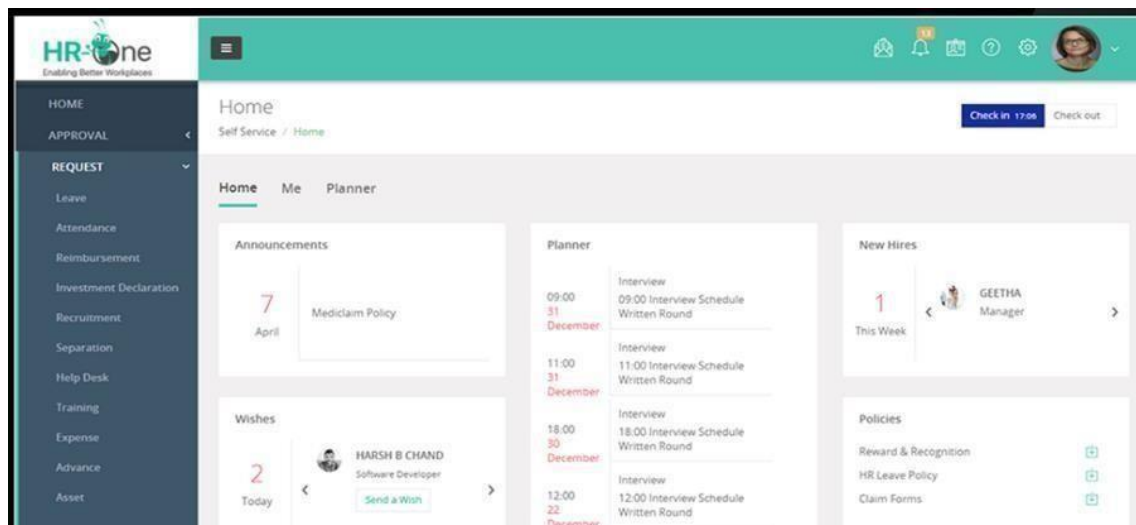 HR-One
Enabling Better Workplaces
13
HOME
APPROVAL
REQUEST
Leave
Attendance
Reimbursement
Investment Declaration
Recruitment
Separation
Help Desk
Training
Expense
Advance
Asset
Home
Self Service / Home
Check in 17:06
Check out
Home Me Planner
Announcements
7
April
Mediclaim Policy
Wishes
2
Today
HARSH B CHAND
Software Developer
Send a Wish
Planner
09:00
31
December
Interview
09:00 Interview Schedule
Written Round
11:00
31
December
Interview
11:00 Interview Schedule
Written Round
18:00
30
December
Interview
18:00 Interview Schedule
Written Round
12:00
22
December
Interview
12:00 Interview Schedule
Written Round
New Hires
1
This Week
GEETHA
Manager
Policies
Reward & Recognition
HR Leave Policy
Claim Forms